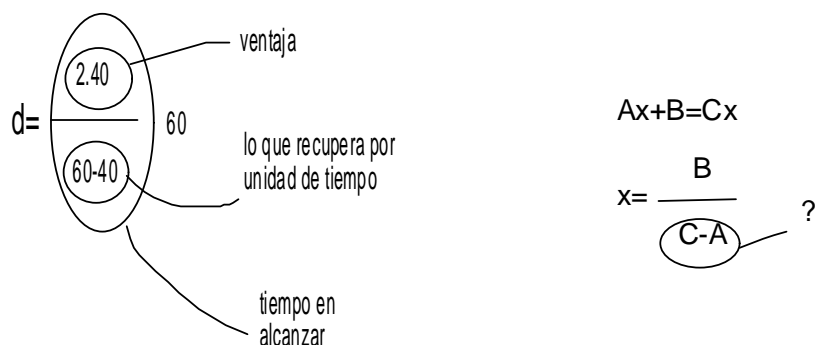 ventaja
2.40
d=
60
60-40
lo que recupera por
unidad de tiempo
tiempo en
alcanzar
Ax+B=Cx
B
x=
C-A
?